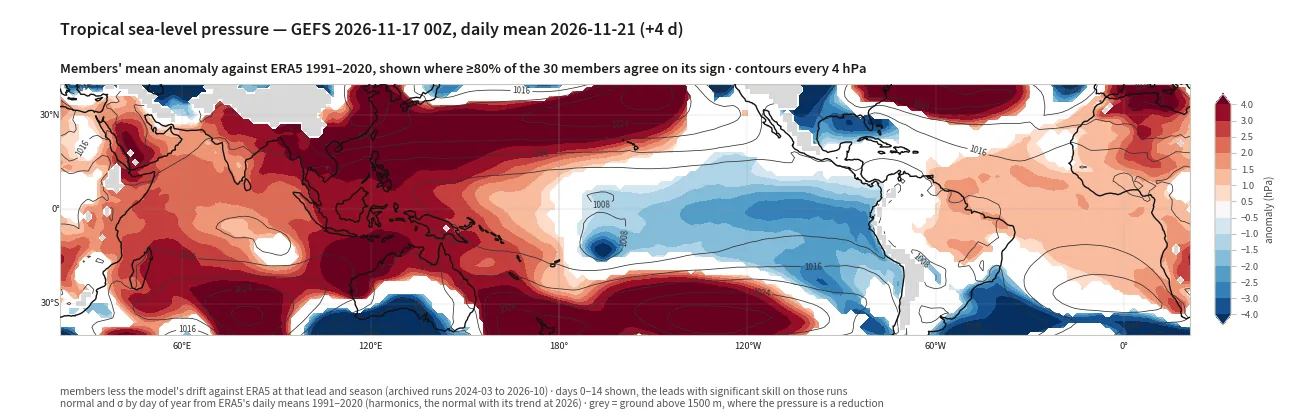 Tropical sea-level pressure — GEFS 2026-11-17 00Z, daily mean 2026-11-21 (+4 d)
Members' mean anomaly against ERA5 1991–2020, shown where ≥80% of the 30 members agree on its sign · contours every 4 hPa
30°N
0°
30°S
60°E
120°E
180°
120°W
60°W
0°
1016
1016
1024
1016
1008
1008
1016
1008
1024
1016
4.0
3.0
2.5
2.0
1.5
1.0
0.5
−0.5
−1.0
−1.5
−2.0
−2.5
−3.0
−4.0
anomaly (hPa)
members less the model's drift against ERA5 at that lead and season (archived runs 2024-03 to 2026-10) · days 0–14 shown, the leads with significant skill on those runs
normal and σ by day of year from ERA5's daily means 1991–2020 (harmonics, the normal with its trend at 2026) · grey = ground above 1500 m, where the pressure is a reduction